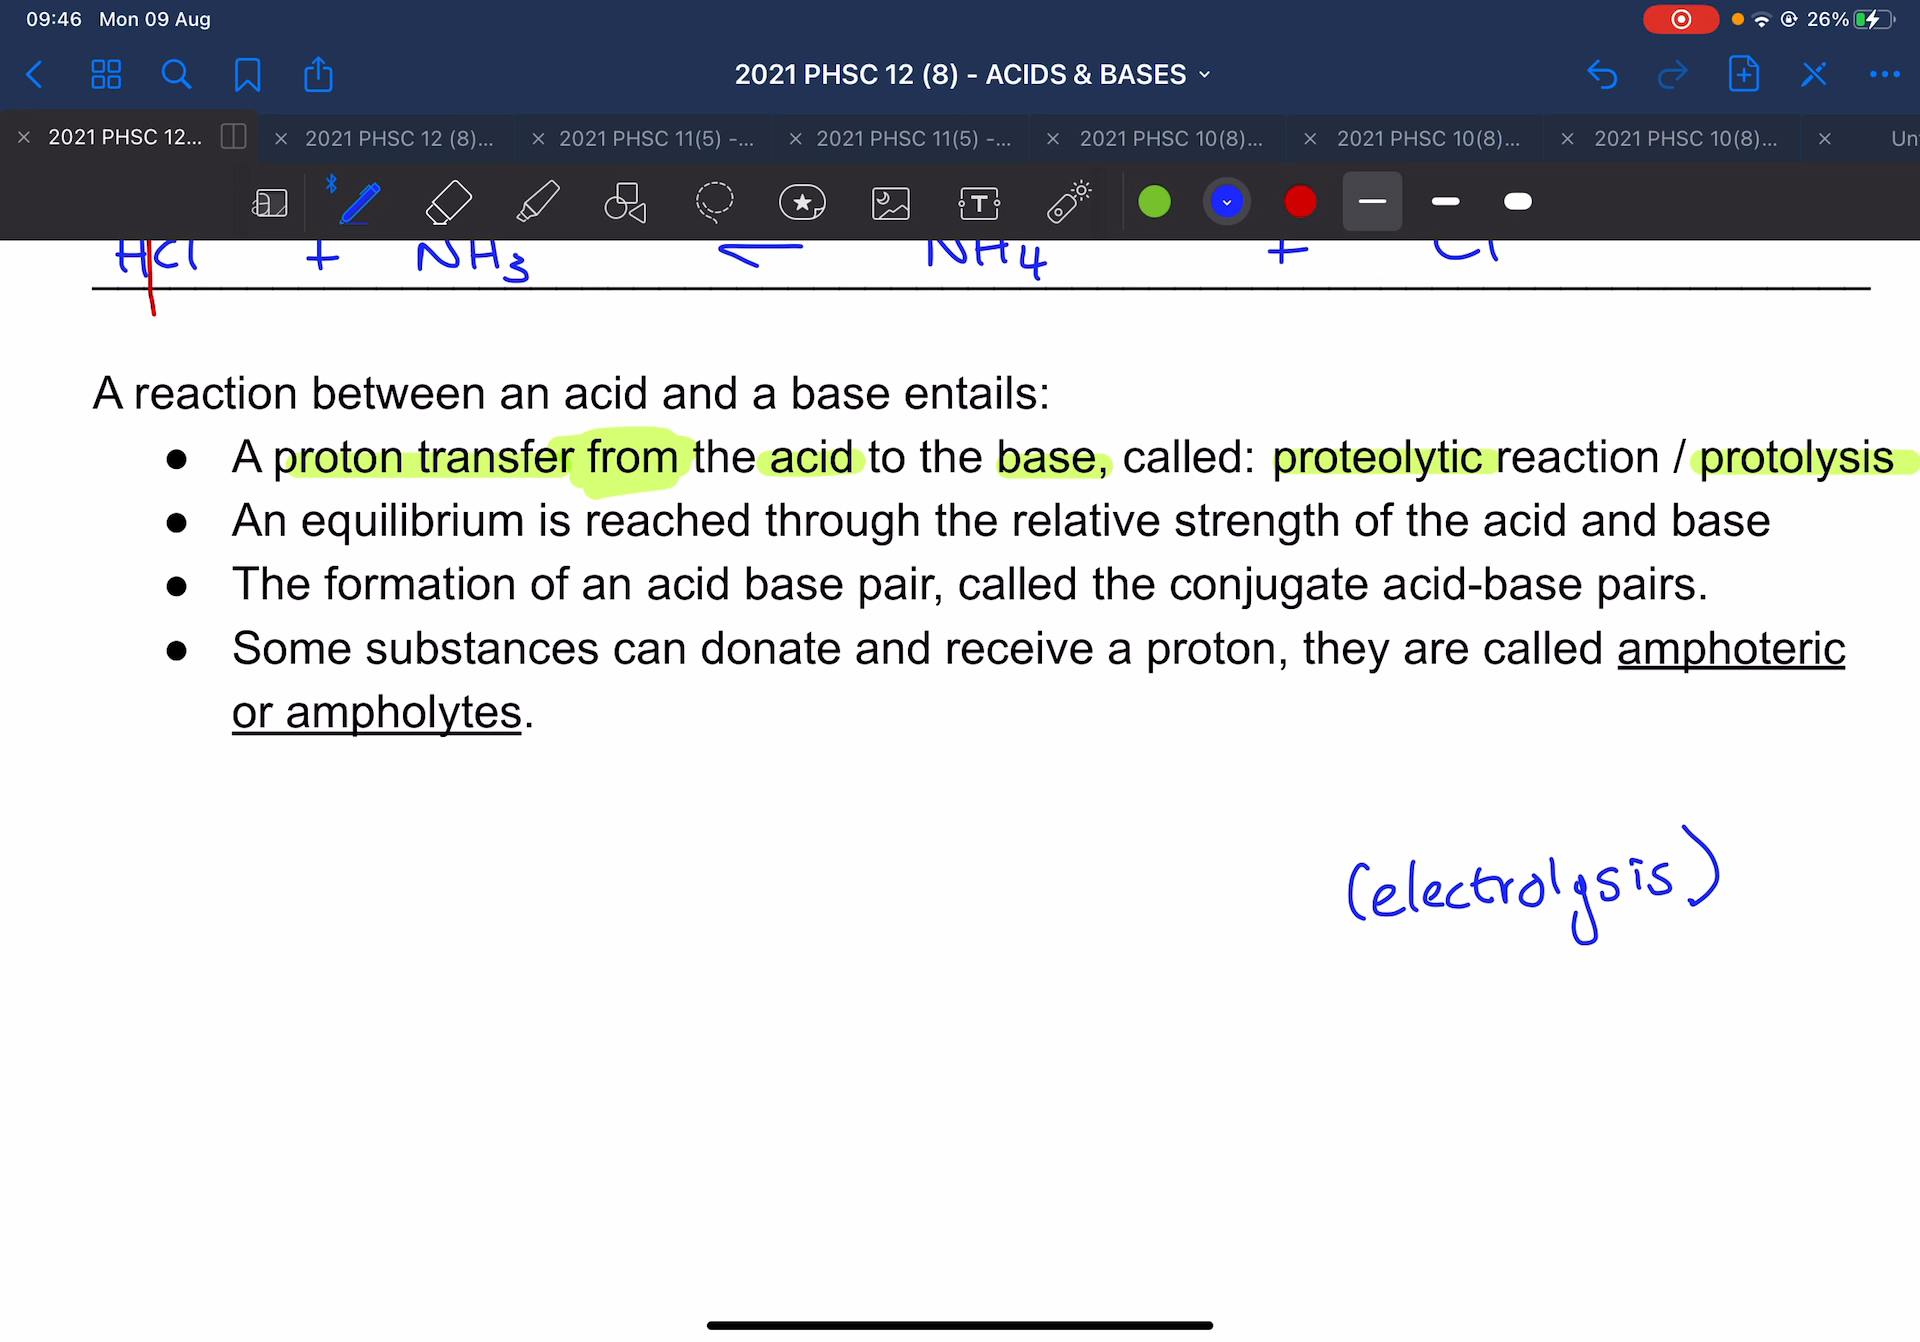 09:46 Mon 09 Aug 26%
2021 PHSC 12 (8) - ACIDS & BASES
2021 PHSC 12... 2021 PHSC 12 (8)... 2021 PHSC 11(5) -... 2021 PHSC 11(5) -... 2021 PHSC 10(8)... 2021 PHSC 10(8)... 2021 PHSC 10(8)... Un
T
HCl + NH3 NH4 + Cl
A reaction between an acid and a base entails:
● A proton transfer from the acid to the base, called: proteolytic reaction / protolysis
● An equilibrium is reached through the relative strength of the acid and base
● The formation of an acid base pair, called the conjugate acid-base pairs.
● Some substances can donate and receive a proton, they are called amphoteric
or ampholytes.
(electrolysis)